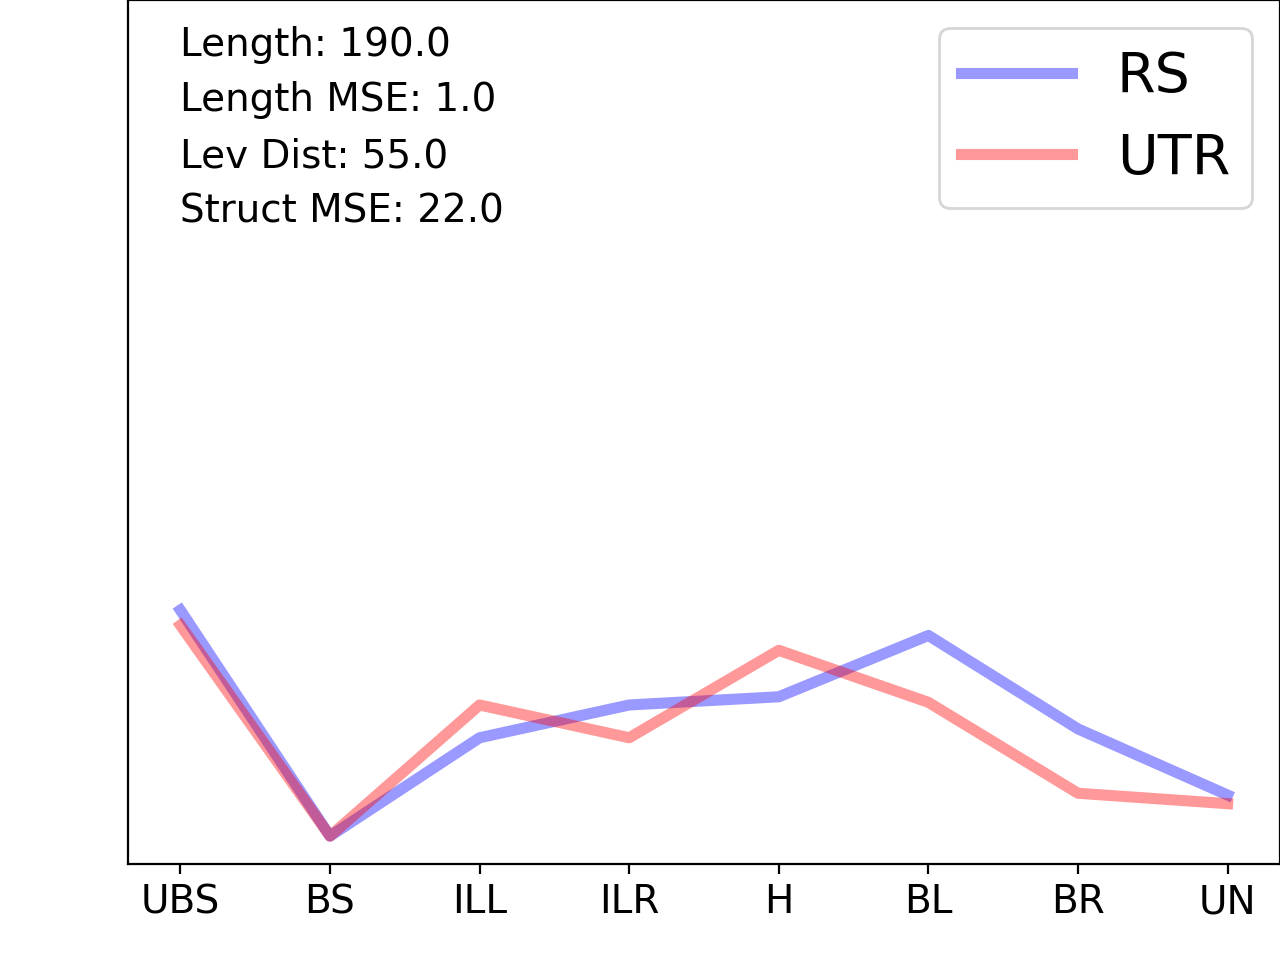 Length: 190.0
Length MSE: 1.0
Lev Dist: 55.0
Struct MSE: 22.0
RS
UTR
UBS BS ILL ILR H BL BR UN